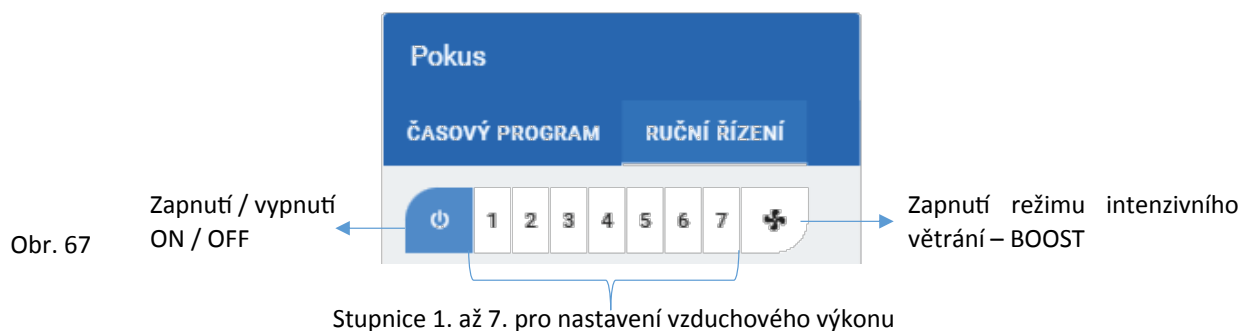 Pokus
ČASOVÝ PROGRAM RUČNÍ ŘÍZENÍ
Zapnutí / vypnutí
ON / OFF
1 2 3 4 5 6 7
Zapnutí režimu intenzivního
větrání – BOOST
Obr. 67
Stupnice 1. až 7. pro nastavení vzduchového výkonu